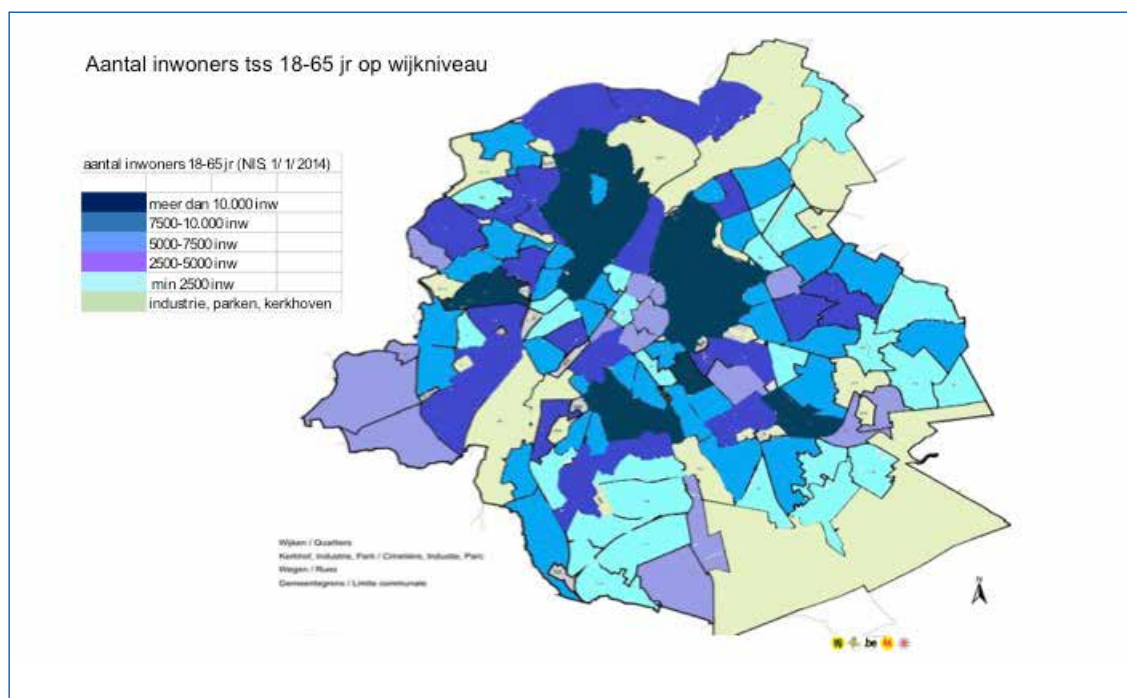 Aantal inwoners tss 18-65 jr op wijkniveau
aantal inwoners 18-65 jr (NIS, 1/1/2014)
meer dan 10.000 inw
7500-10.000 inw
5000-7500 inw
2500-5000 inw
min 2500 inw
industrie, parken, kerkhoven
Wijken / Quartiers
Kerkhof, Industrie, Park / Cimetière, Industie, Parc
Wegen / Rues
Gemeentegrens / Limite communale
N
.be